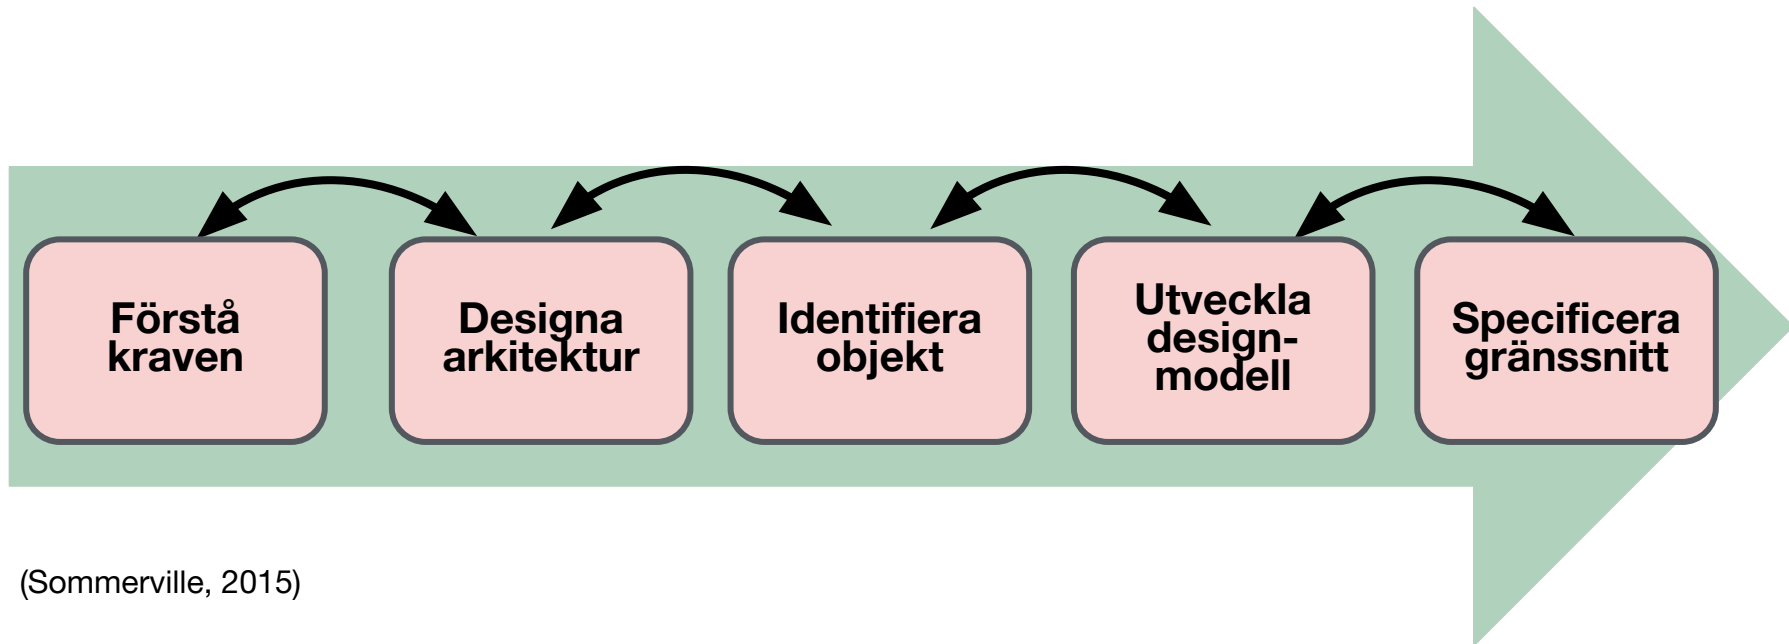 Förstå
kraven
Designa
arkitektur
Identifiera
objekt
Utveckla
design-
modell
Specificera
gränssnitt
(Sommerville, 2015)